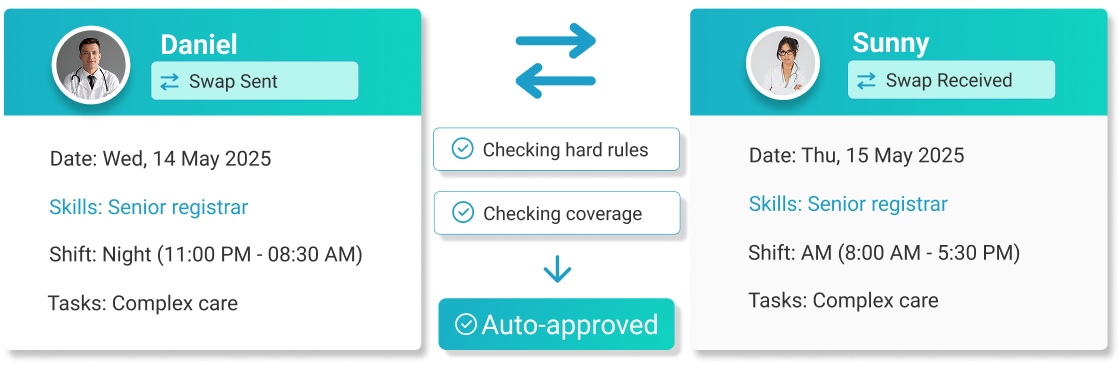 Daniel
Swap Sent
Date: Wed, 14 May 2025
Skills: Senior registrar
Shift: Night (11:00 PM - 08:30 AM)
Tasks: Complex care
Checking hard rules
Checking coverage
Auto-approved
Sunny
Swap Received
Date: Thu, 15 May 2025
Skills: Senior registrar
Shift: AM (8:00 AM - 5:30 PM)
Tasks: Complex care